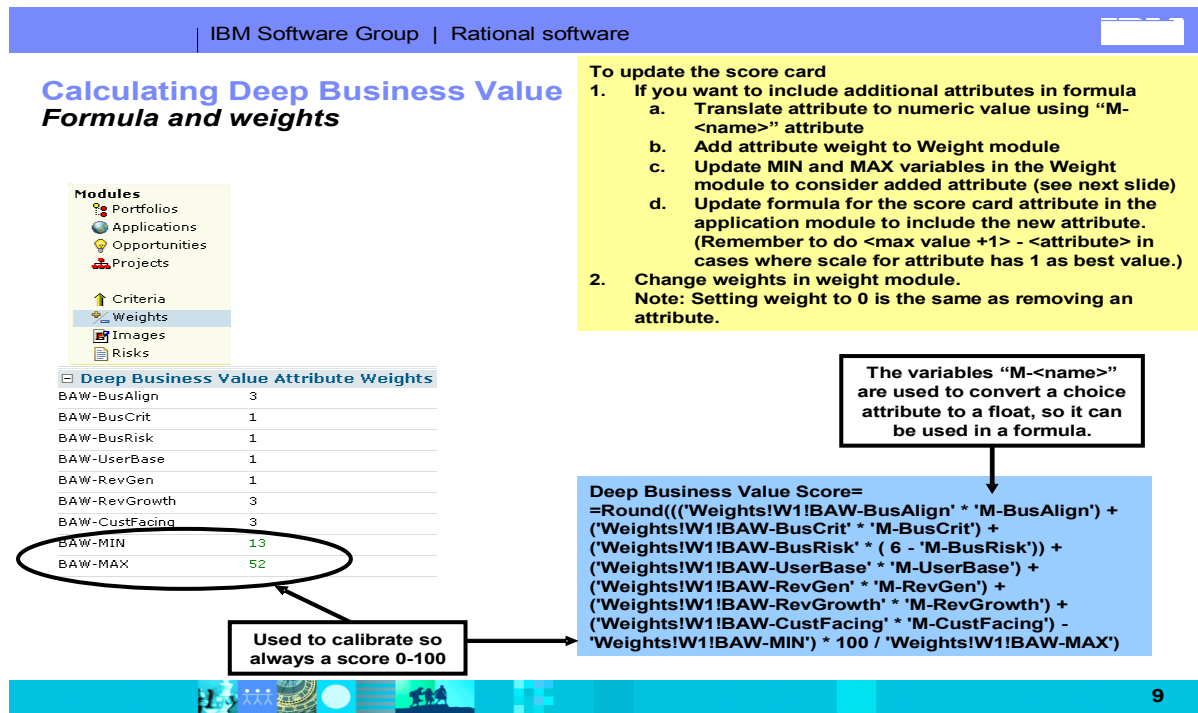 IBM Software Group | Rational software
IBM
Calculating Deep Business Value
Formula and weights
To update the score card
1. If you want to include additional attributes in formula
a. Translate attribute to numeric value using “M-
<name>” attribute
b. Add attribute weight to Weight module
c. Update MIN and MAX variables in the Weight
module to consider added attribute (see next slide)
d. Update formula for the score card attribute in the
application module to include the new attribute.
(Remember to do <max value +1> - <attribute> in
cases where scale for attribute has 1 as best value.)
2. Change weights in weight module.
Note: Setting weight to 0 is the same as removing an
attribute.
Modules
Portfolios
Applications
Opportunities
Projects
Criteria
Weights
Images
Risks
Deep Business Value Attribute Weights
BAW-BusAlign 3
BAW-BusCrit 1
BAW-BusRisk 1
BAW-UserBase 1
BAW-RevGen 1
BAW-RevGrowth 3
BAW-CustFacing 3
BAW-MIN 13
BAW-MAX 52
Used to calibrate so
always a score 0-100
The variables “M-<name>”
are used to convert a choice
attribute to a float, so it can
be used in a formula.
Deep Business Value Score=
=Round((('Weights!W1!BAW-BusAlign' * 'M-BusAlign') +
('Weights!W1!BAW-BusCrit' * 'M-BusCrit') +
('Weights!W1!BAW-BusRisk' * ( 6 - 'M-BusRisk')) +
('Weights!W1!BAW-UserBase' * 'M-UserBase') +
('Weights!W1!BAW-RevGen' * 'M-RevGen') +
('Weights!W1!BAW-RevGrowth' * 'M-RevGrowth') +
('Weights!W1!BAW-CustFacing' * 'M-CustFacing') -
'Weights!W1!BAW-MIN') * 100 / 'Weights!W1!BAW-MAX')
9